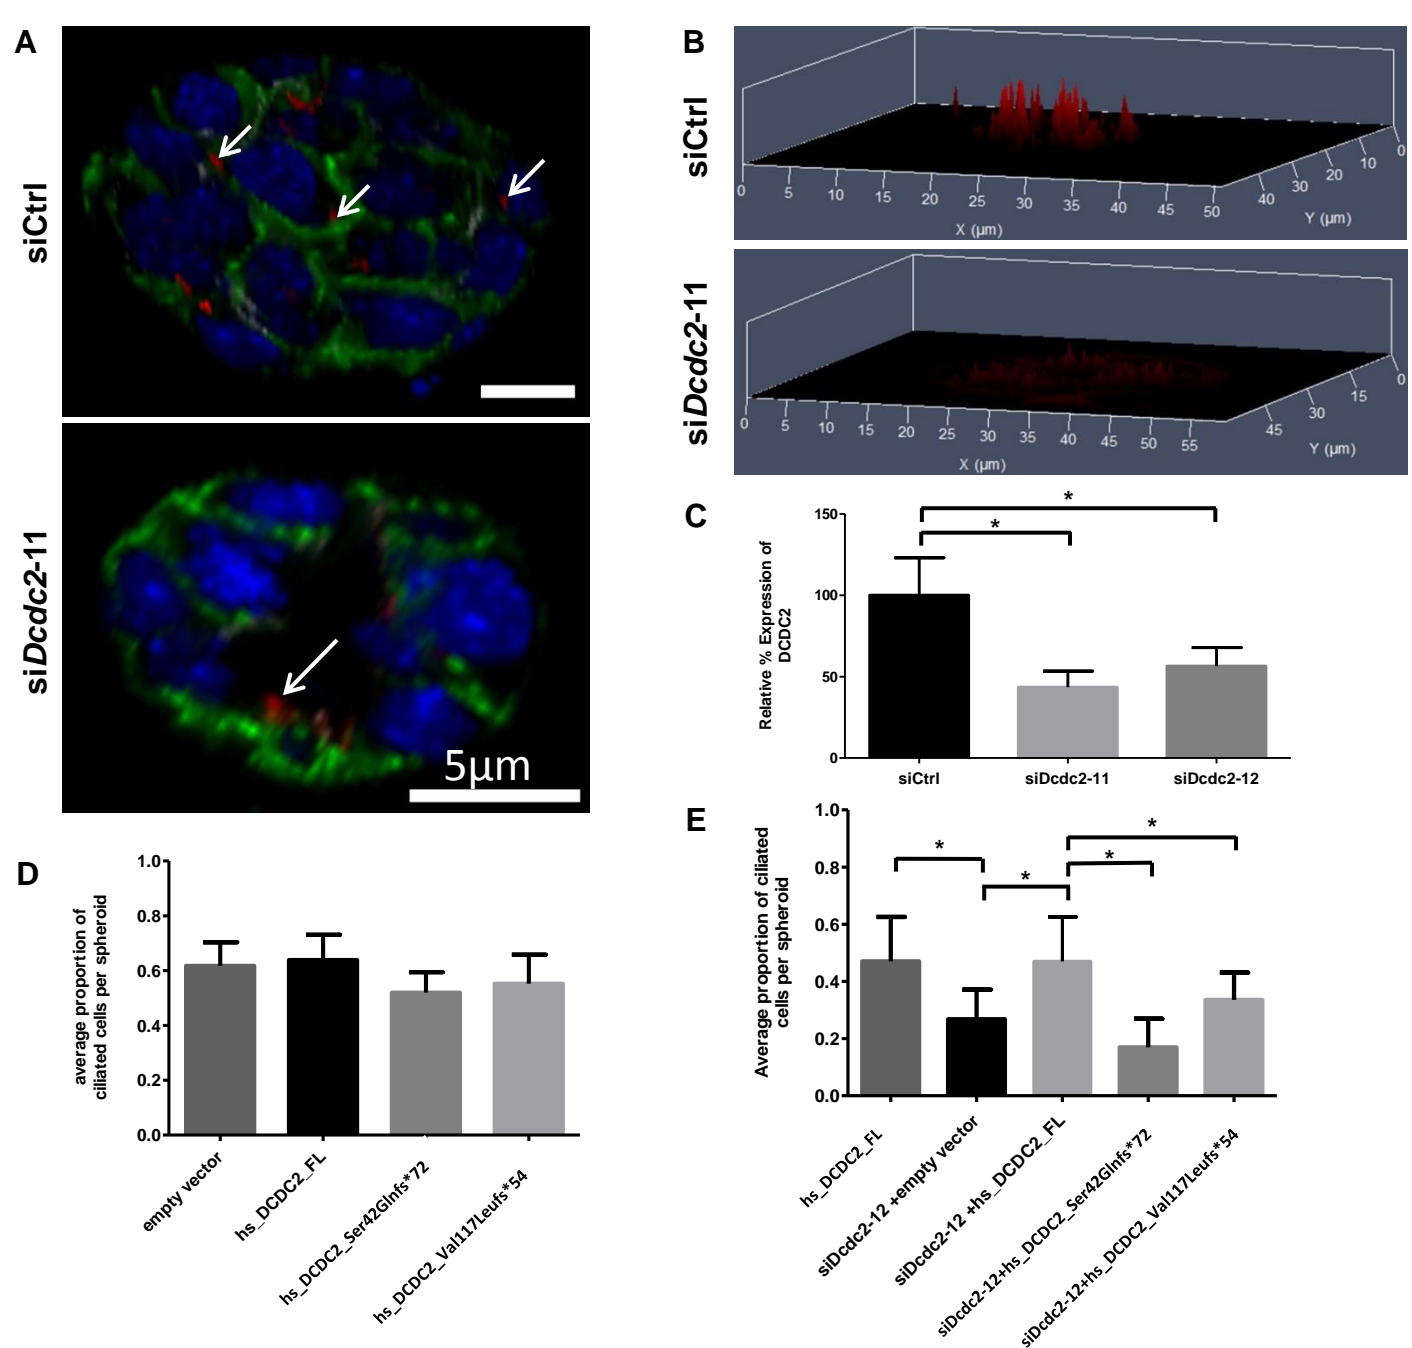 A
siCtrl
siDcdc2-11
5µm
B
siCtrl
0 5 10 15 20 25 30 35 40 45 50
X (µm)
40 30 20 10 0
Y (µm)
siDcdc2-11
0 5 10 15 20 25 30 35 40 45 50 55
X (µm)
45 30 15 0
Y (µm)
C
Relative % Expression of
DCDC2
150
100
50
0
*
*
siCtrl siDcdc2-11 siDcdc2-12
D
average proportion of
ciliated cells per spheroid
1.0
0.8
0.6
0.4
0.2
0.0
empty vector
hs_DCDC2_FL
hs_DCDC2_Ser42Glnfs*72
hs_DCDC2_Val117Leufs*54
E
Average proportion of ciliated
cells per spheroid
1.0
0.8
0.6
0.4
0.2
0.0
*
*
*
*
hs_DCDC2_FL
siDcdc2-12 +empty vector
siDcdc2-12 +hs_DCDC2_FL
siDcdc2-12+hs_DCDC2_Ser42Glnfs*72
siDcdc2-12+hs_DCDC2_Val117Leufs*54